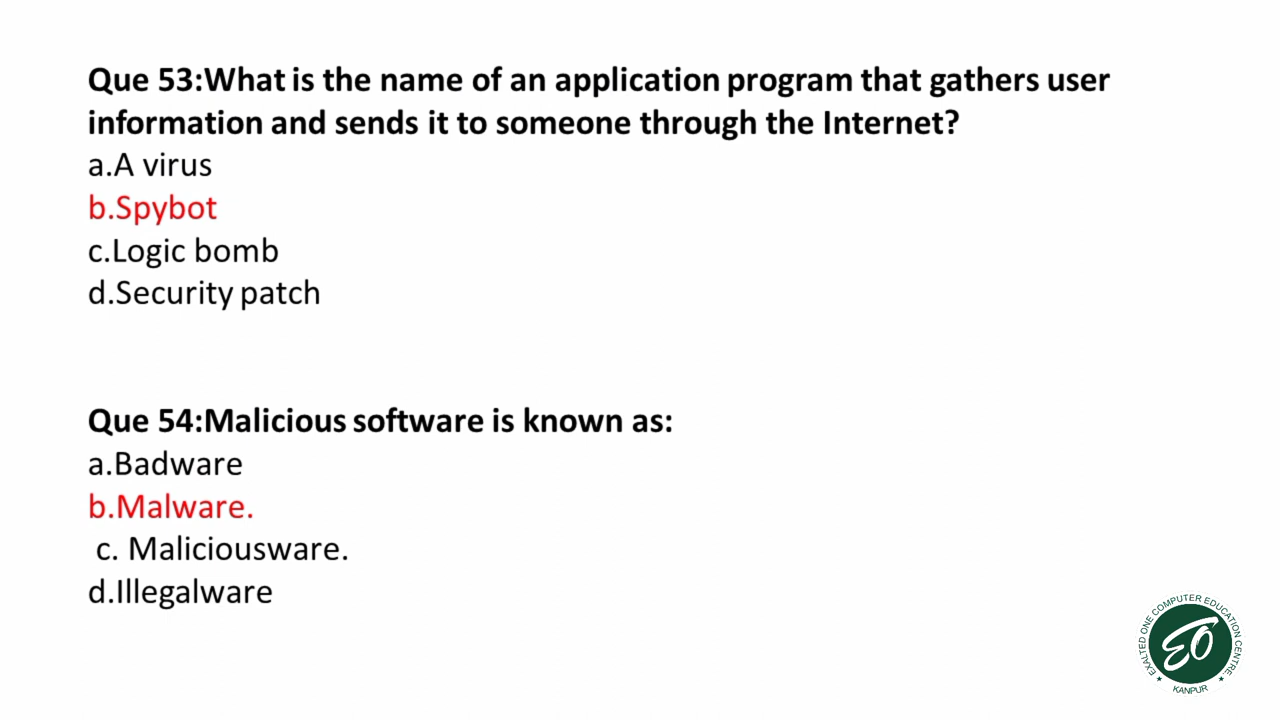 Que 53:What is the name of an application program that gathers user
information and sends it to someone through the Internet?
a.A virus
b.Spybot
c.Logic bomb
d.Security patch
Que 54:Malicious software is known as:
a.Badware
b.Malware.
c. Maliciousware.
d.Illegalware
EXALTED ONE COMPUTER EDUCATION CENTRE,
EO
KANPUR